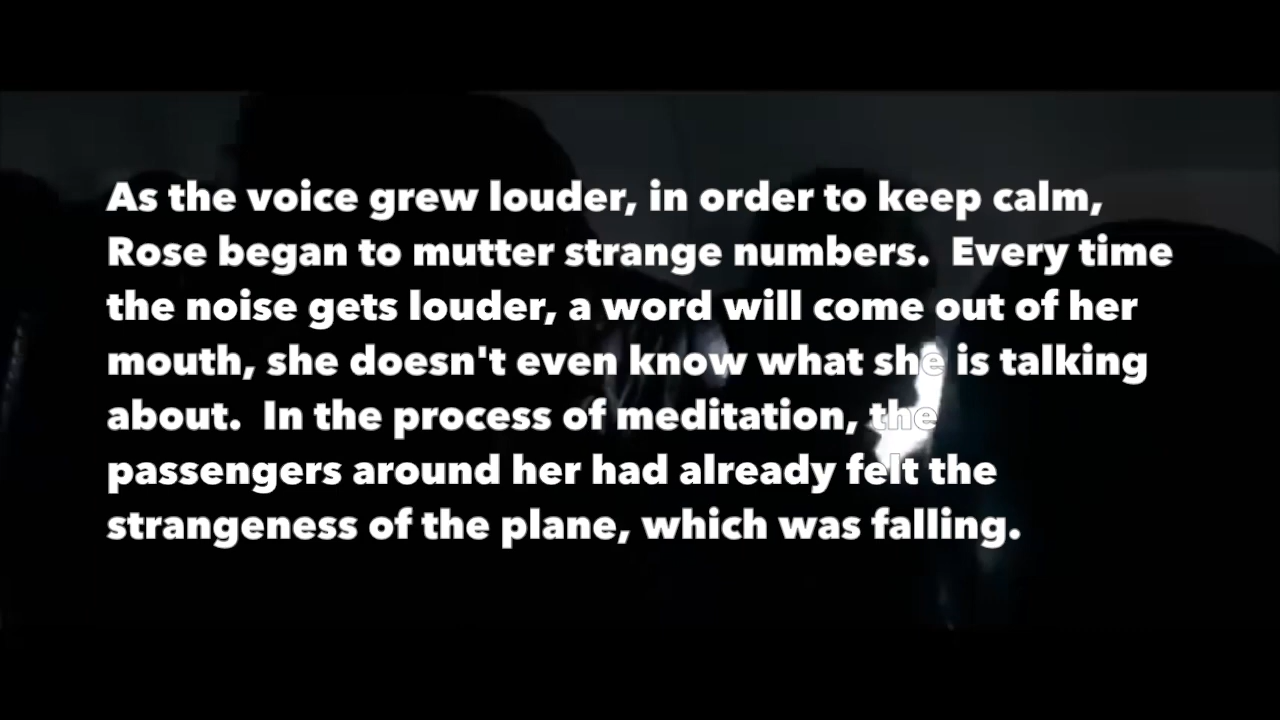 As the voice grew louder, in order to keep calm,
Rose began to mutter strange numbers.  Every time
the noise gets louder, a word will come out of her
mouth, she doesn't even know what she is talking
about.  In the process of meditation, the
passengers around her had already felt the
strangeness of the plane, which was falling.